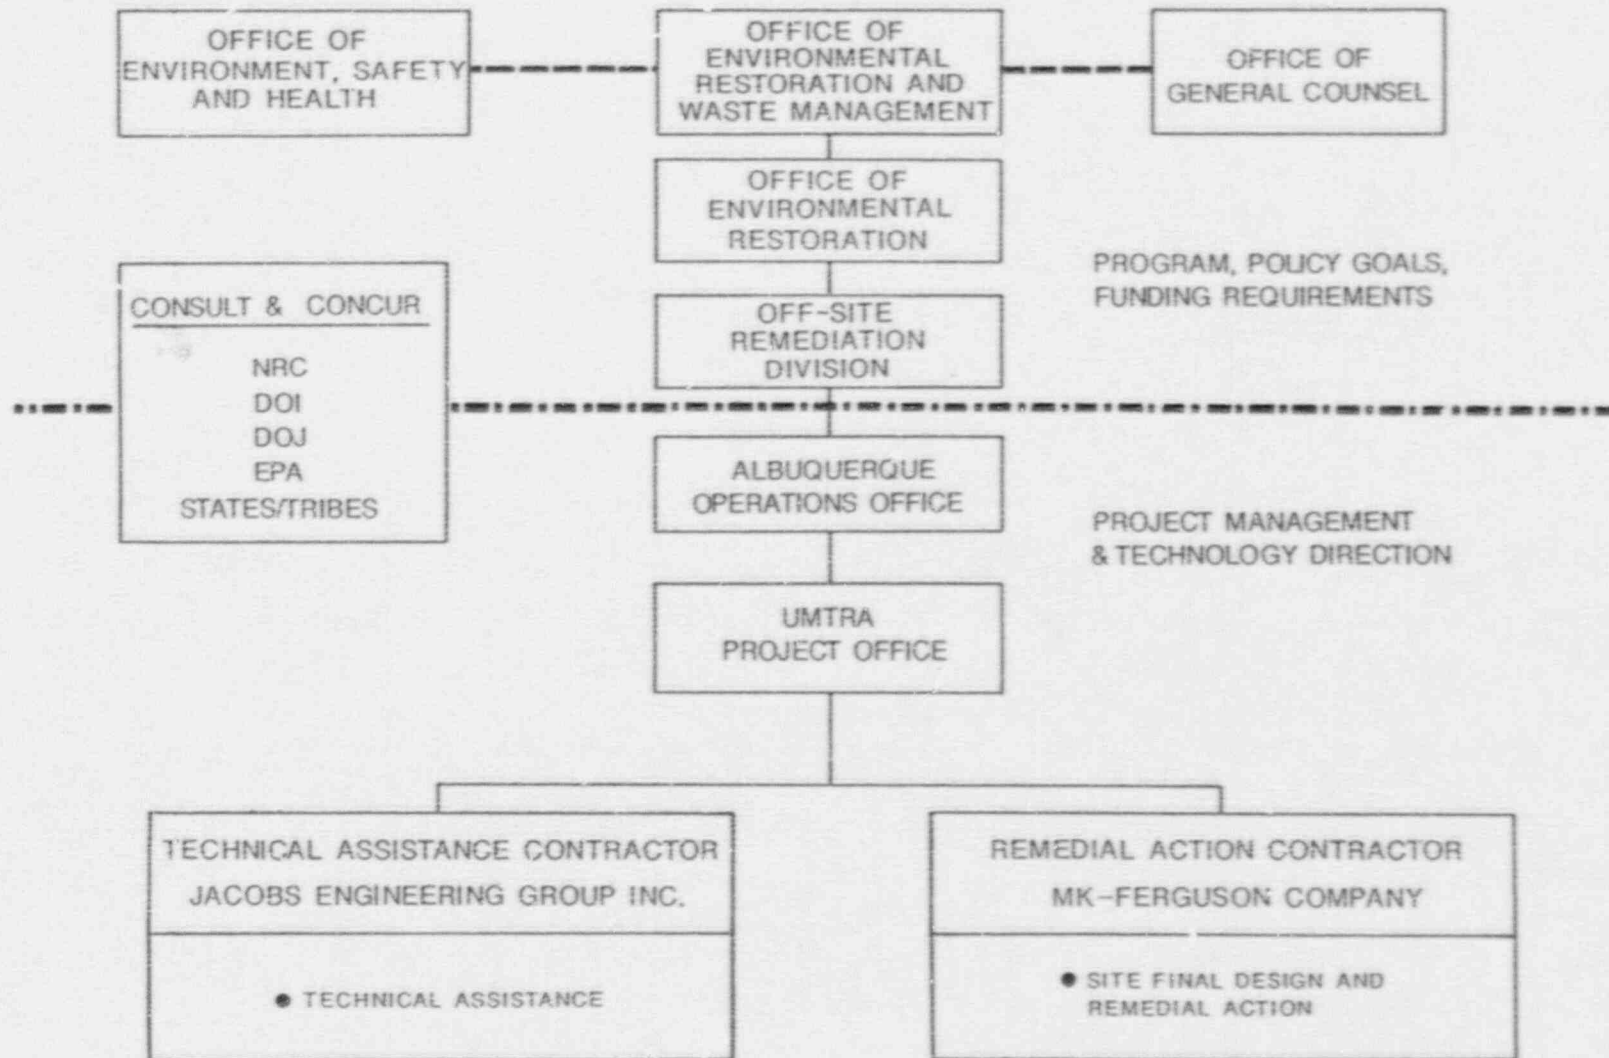 OFFICE OF
ENVIRONMENT, SAFETY
AND HEALTH
OFFICE OF
ENVIRONMENTAL
RESTORATION AND
WASTE MANAGEMENT
OFFICE OF
GENERAL COUNSEL
OFFICE OF
ENVIRONMENTAL
RESTORATION
PROGRAM, POLICY GOALS,
FUNDING REQUIREMENTS
CONSULT & CONCUR
NRC
DOI
DOJ
EPA
STATES/TRIBES
OFF-SITE
REMEDIATION
DIVISION
ALBUQUERQUE
OPERATIONS OFFICE
PROJECT MANAGEMENT
& TECHNOLOGY DIRECTION
UMTRA
PROJECT OFFICE
TECHNICAL ASSISTANCE CONTRACTOR
JACOBS ENGINEERING GROUP INC.
● TECHNICAL ASSISTANCE
REMEDIAL ACTION CONTRACTOR
MK-FERGUSON COMPANY
● SITE FINAL DESIGN AND
REMEDIAL ACTION